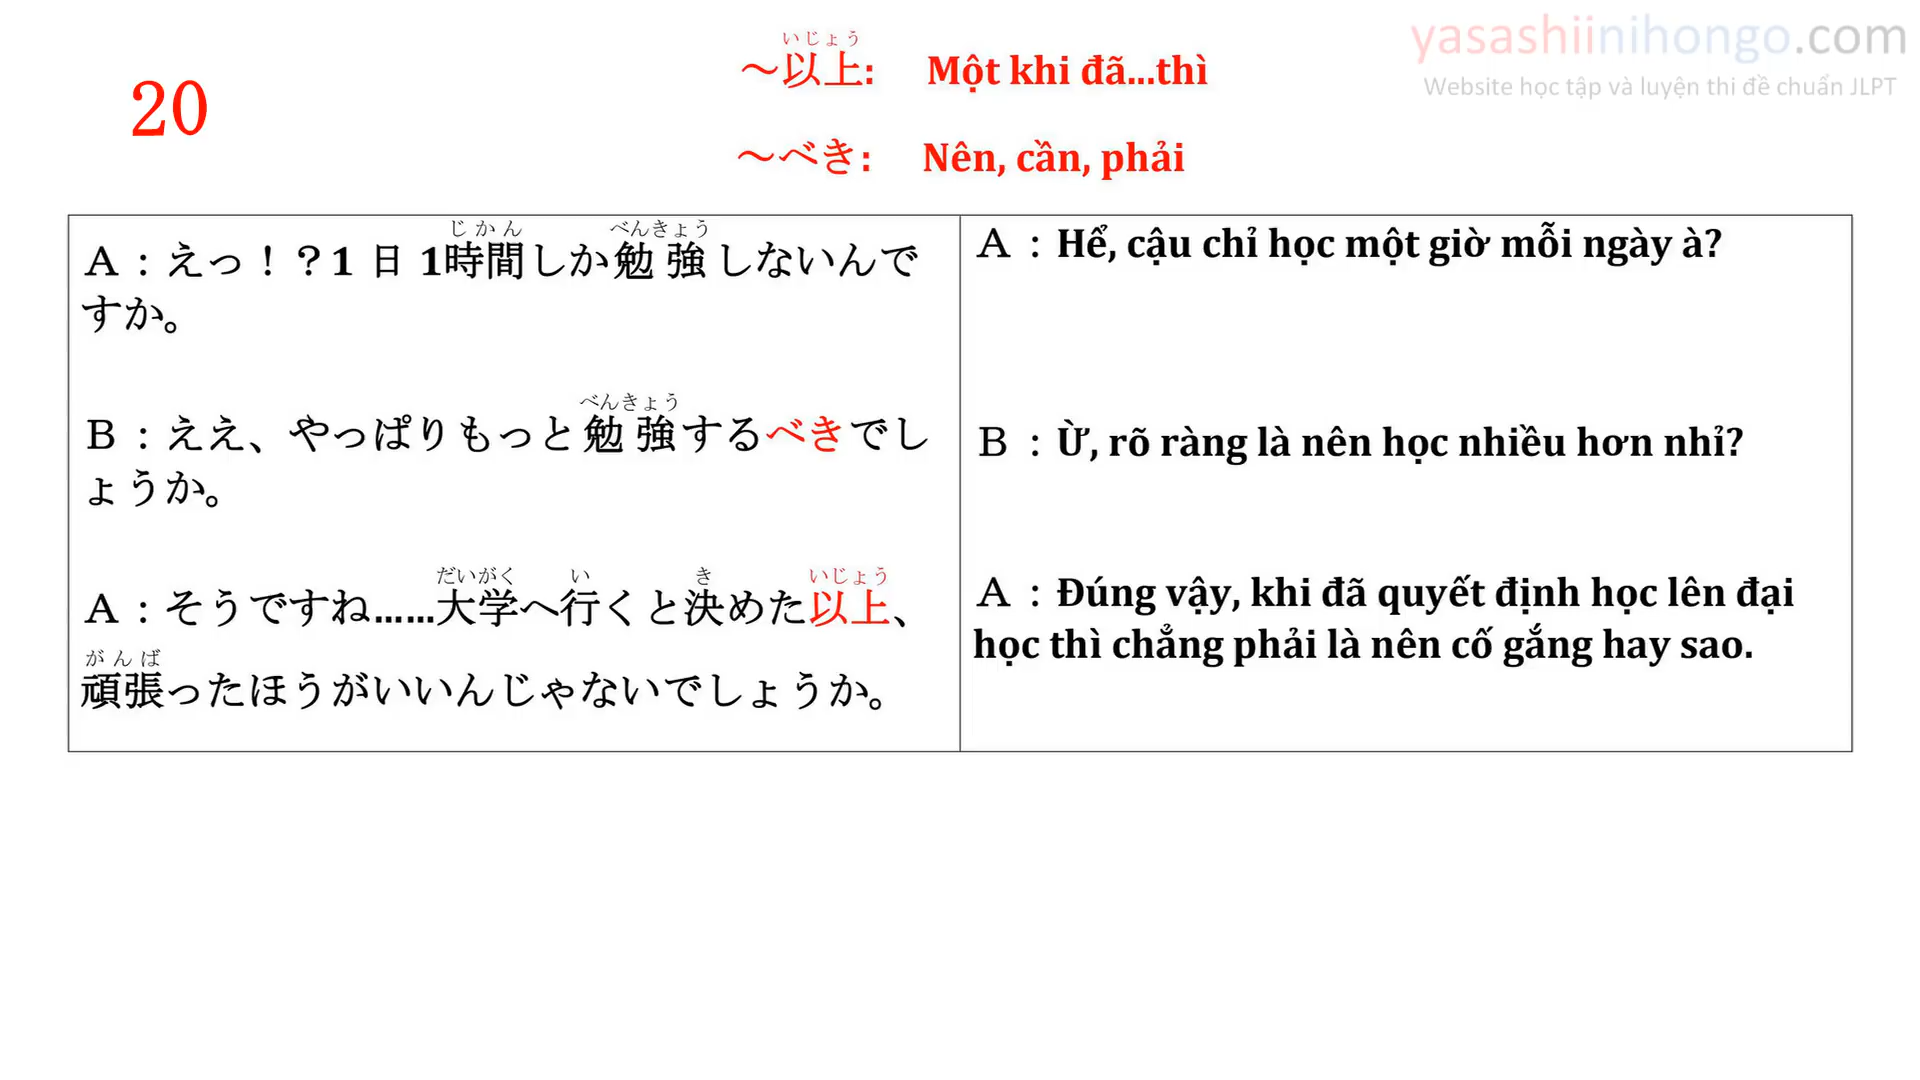 yasashiinihongo.com
Website học tập và luyện thi đề chuẩn JLPT
20
いじょう
～以上: Một khi đã...thì
～べき: Nên, cần, phải
じかん べんきょう
Ａ：えっ！？1 日 1時間しか勉強しないんで
すか。
べんきょう
Ｂ：ええ、やっぱりもっと勉強するべきでし
ょうか。
だいがく い き いじょう
Ａ：そうですね......大学へ行くと決めた以上、
がんば
頑張ったほうがいいんじゃないでしょうか。
Ａ：Hể, cậu chỉ học một giờ mỗi ngày à?
Ｂ：Ừ, rõ ràng là nên học nhiều hơn nhỉ?
Ａ：Đúng vậy, khi đã quyết định học lên đại
học thì chẳng phải là nên cố gắng hay sao.